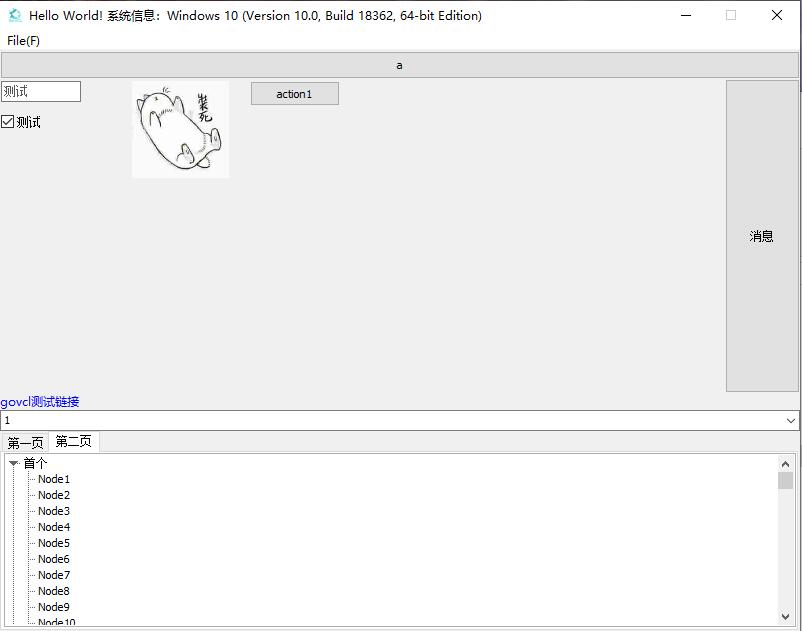 Hello World! 系统信息：Windows 10 (Version 10.0, Build 18362, 64-bit Edition)
File(F)
a
测试
装死
action1
测试
消息
govcl测试链接
1
第一页 第二页
首个
Node1
Node2
Node3
Node4
Node5
Node6
Node7
Node8
Node9
Node10